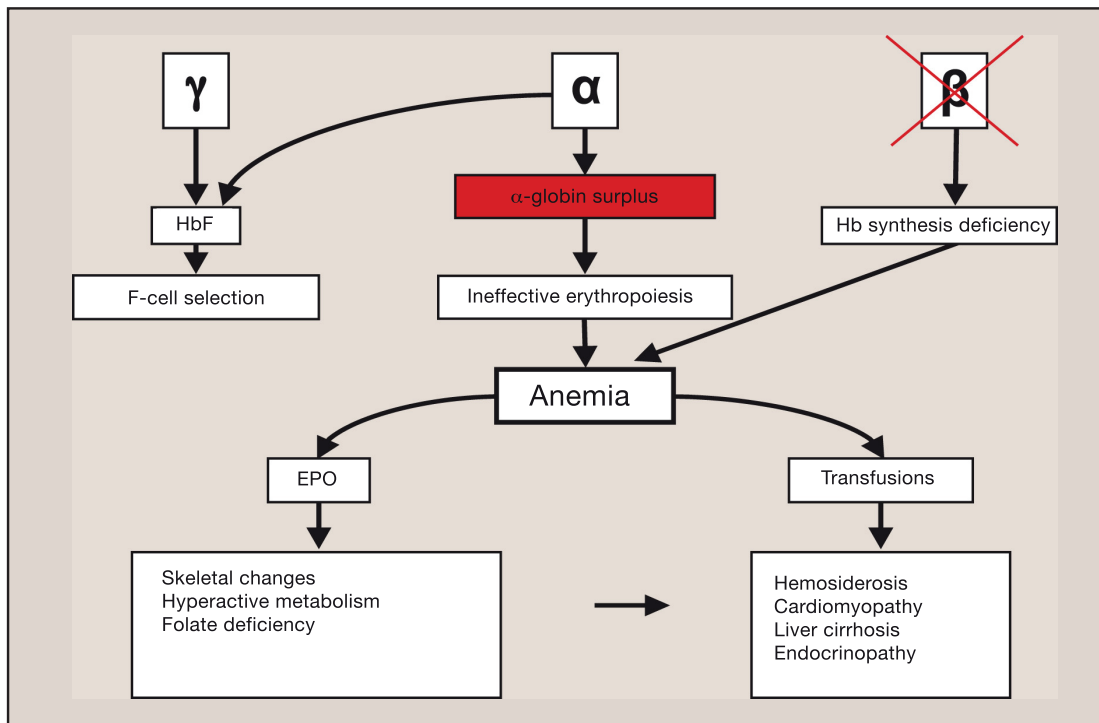 γ
α
β
α-globin surplus
HbF
Hb synthesis deficiency
F-cell selection
Ineffective erythropoiesis
Anemia
EPO
Transfusions
Skeletal changes
Hyperactive metabolism
Folate deficiency
Hemosiderosis
Cardiomyopathy
Liver cirrhosis
Endocrinopathy